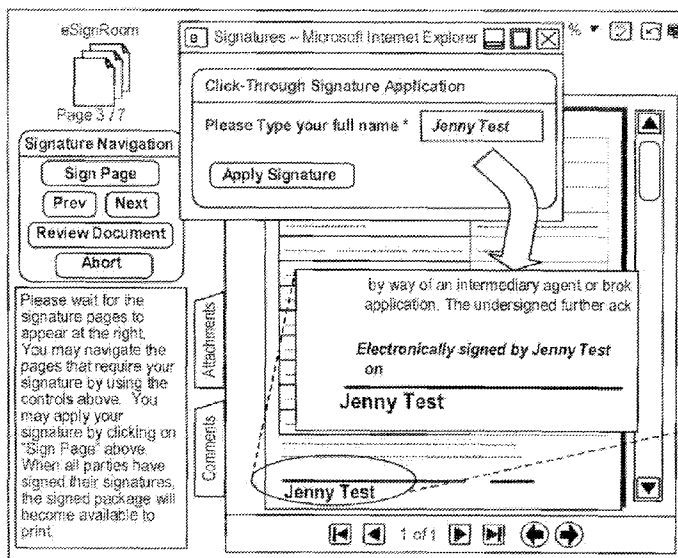 eSignRoom
Page 3 / 7
Signature Navigation
Sign Page
Prev Next
Review Document
Abort
Please wait for the
signature pages to
appear at the right.
You may navigate the
pages that require your
signature by using the
controls above. You
may apply your
signature by clicking on
"Sign Page" above.
When all parties have
signed their signatures,
the signed package will
become available to
print.
Signatures – Microsoft Internet Explorer
%
Click-Through Signature Application
Please Type your full name * Jenny Test
Apply Signature
Attachments
Comments
by way of an intermediary agent or brok
application. The undersigned further ack
Electronically signed by Jenny Test
on
Jenny Test
Jenny Test
1 of 1